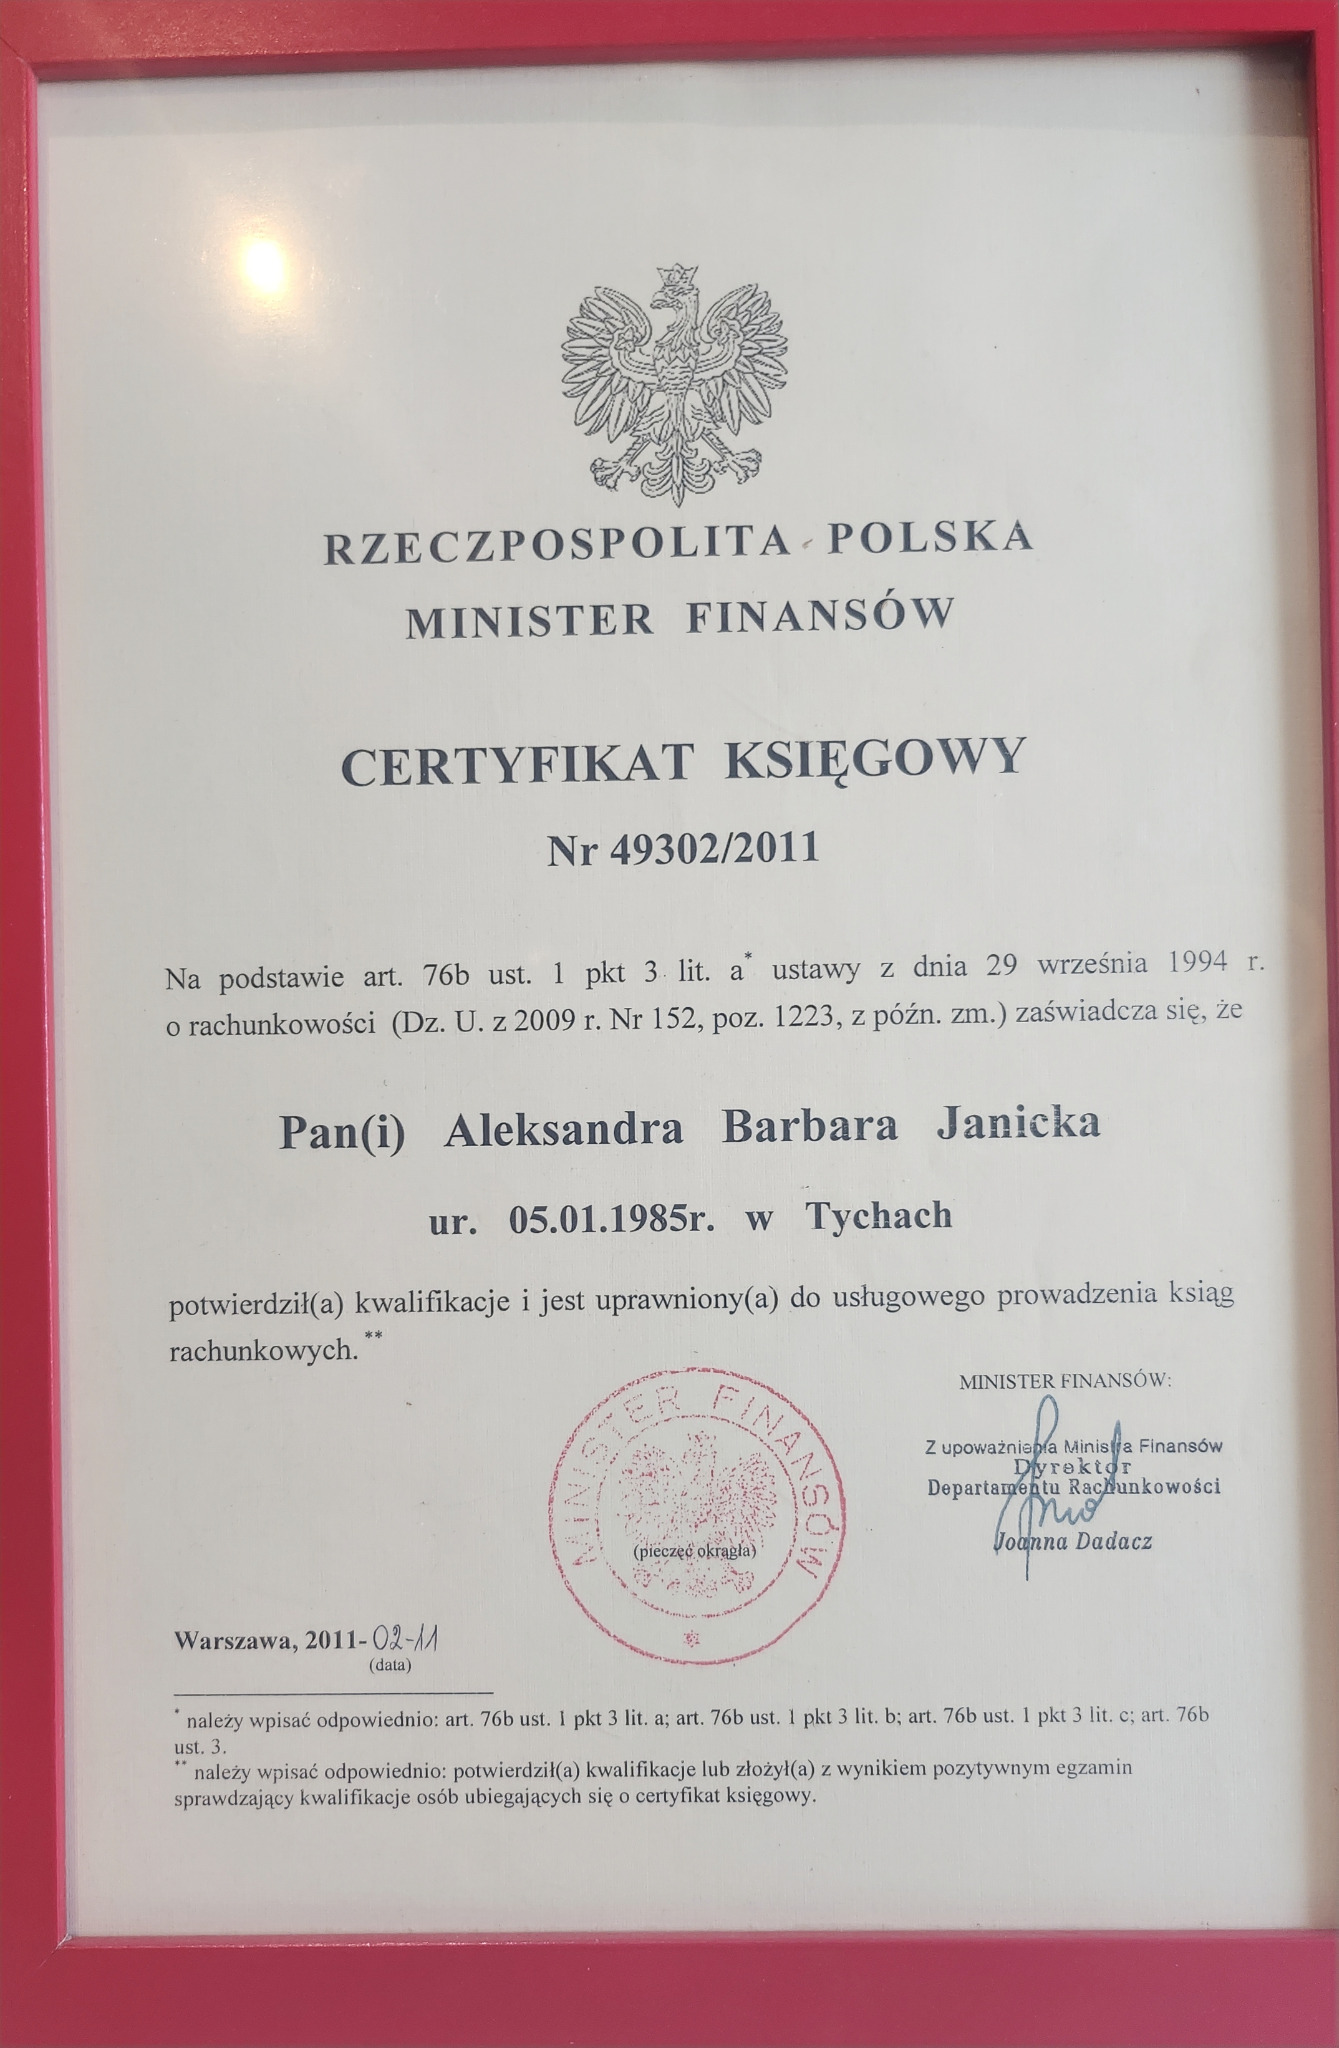 RZECZPOSPOLITA POLSKA
MINISTER FINANSÓW
CERTYFIKAT KSIĘGOWY
Nr 49302/2011
Na podstawie art. 76b ust. 1 pkt 3 lit. a* ustawy z dnia 29 września 1994 r.
o rachunkowości (Dz. U. z 2009 r. Nr 152, poz. 1223, z późn. zm.) zaświadcza się, że
Pan(i) Aleksandra Barbara Janicka
ur. 05.01.1985r. w Tychach
potwierdził(a) kwalifikacje i jest uprawniony(a) do usługowego prowadzenia ksiąg
rachunkowych.**
MINISTER FINANSÓW
(pieczęć okrągła)
MINISTER FINANSÓW:
Z upoważnienia Ministra Finansów
Dyrektor
Departamentu Rachunkowości
Joanna Dadacz
Warszawa, 2011-02-11
(data)
* należy wpisać odpowiednio: art. 76b ust. 1 pkt 3 lit. a; art. 76b ust. 1 pkt 3 lit. b; art. 76b ust. 1 pkt 3 lit. c; art. 76b
ust. 3.
** należy wpisać odpowiednio: potwierdził(a) kwalifikacje lub złożył(a) z wynikiem pozytywnym egzamin
sprawdzający kwalifikacje osób ubiegających się o certyfikat księgowy.